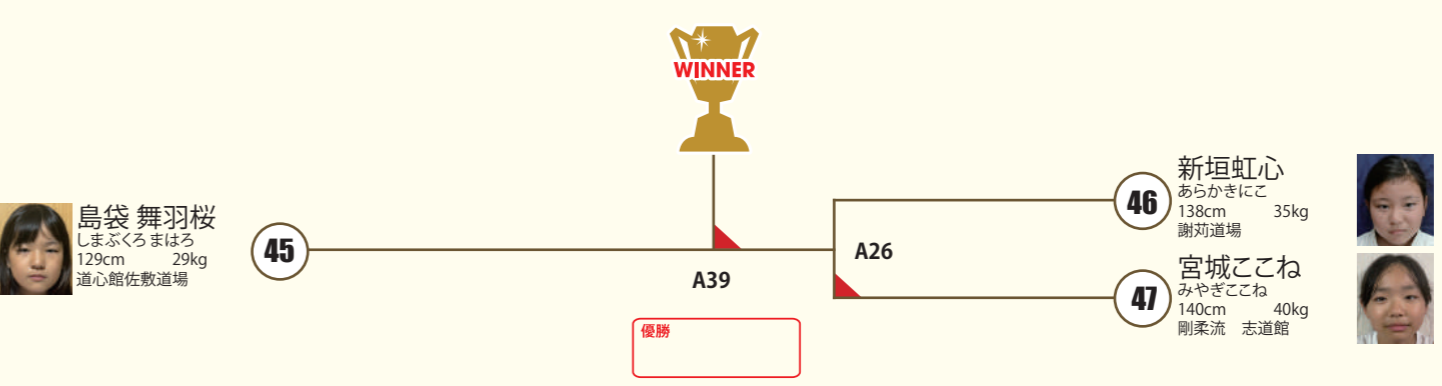 WINNER
島袋 舞羽桜
しまぶくろ まはろ
129cm 29kg
道心館佐敷道場
45
A39
優勝
A26
46
新垣虹心
あらかきにこ
138cm 35kg
謝苅道場
47
宮城ここね
みやぎここね
140cm 40kg
剛柔流　志道館